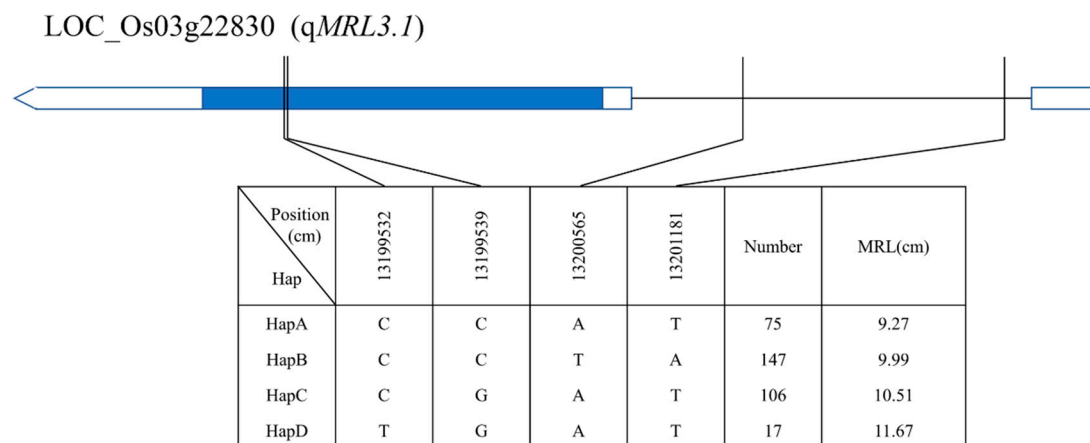 LOC_Os03g22830 (qMRL3.1)
Position (cm) Hap 13199532 13199539 13200565 13201181 Number MRL(cm)
HapA C C A T 75 9.27
HapB C C T A 147 9.99
HapC C G A T 106 10.51
HapD T G A T 17 11.67